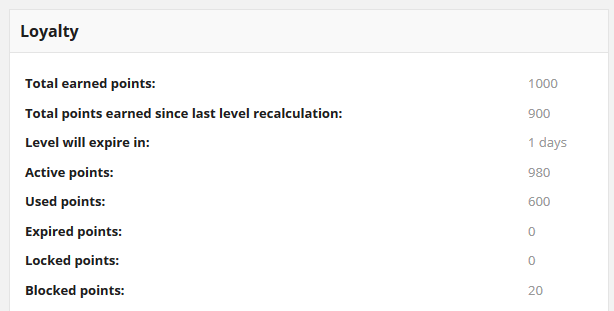 Loyalty
Total earned points: 1000
Total points earned since last level recalculation: 900
Level will expire in: 1 days
Active points: 980
Used points: 600
Expired points: 0
Locked points: 0
Blocked points: 20